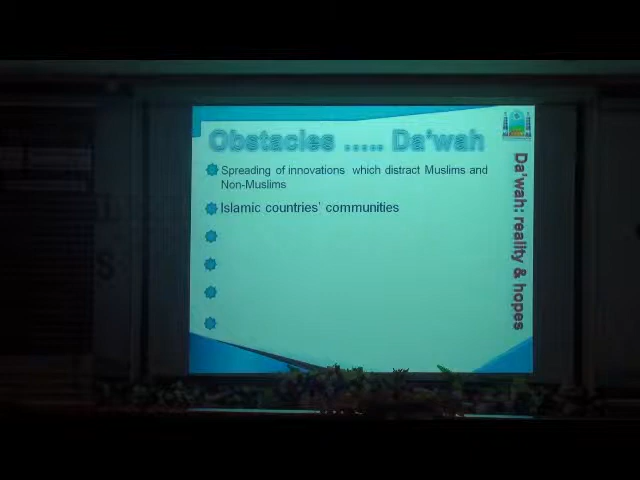 Obstacles ..... Da'wah
Spreading of innovations which distract Muslims and
Non-Muslims
Islamic countries' communities
Da'wah: reality & hopes